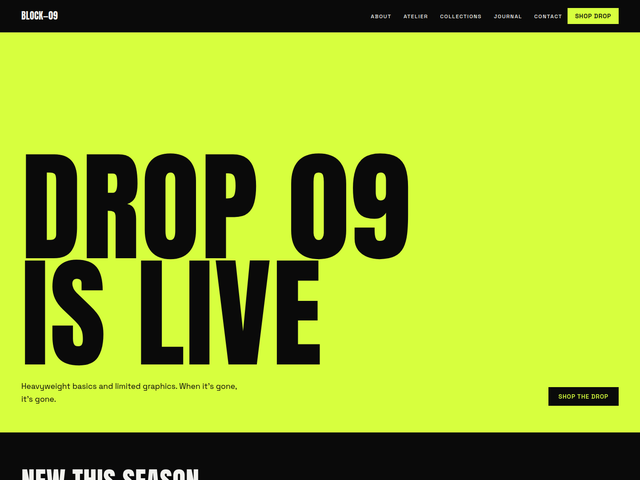 BLOCK—09
ABOUT ATELIER COLLECTIONS JOURNAL CONTACT SHOP DROP
DROP 09
IS LIVE
Heavyweight basics and limited graphics. When it's gone,
it's gone.
SHOP THE DROP
NEW THIS SEASON